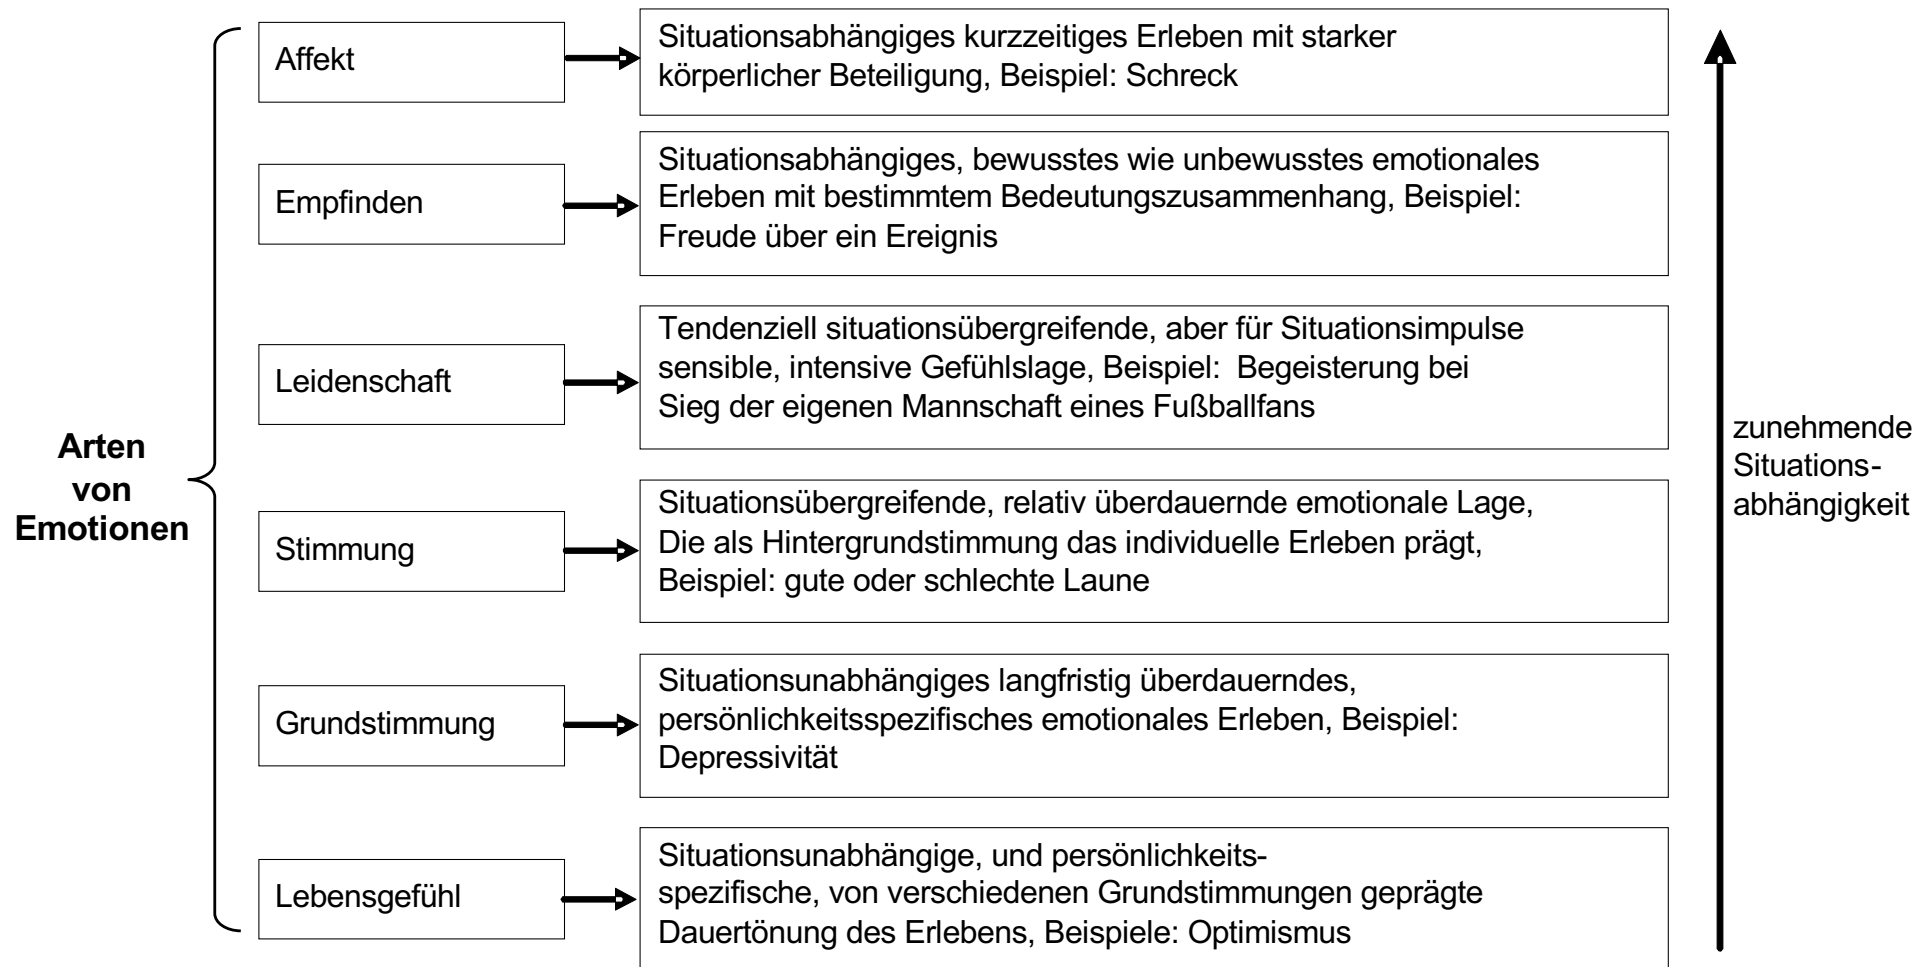 Arten
von
Emotionen
Affekt
Situationsabhängiges kurzzeitiges Erleben mit starker
körperlicher Beteiligung, Beispiel: Schreck
Empfinden
Situationsabhängiges, bewusstes wie unbewusstes emotionales
Erleben mit bestimmtem Bedeutungszusammenhang, Beispiel:
Freude über ein Ereignis
Leidenschaft
Tendenziell situationsübergreifende, aber für Situationsimpulse
sensible, intensive Gefühlslage, Beispiel:  Begeisterung bei
Sieg der eigenen Mannschaft eines Fußballfans
Stimmung
Situationsübergreifende, relativ überdauernde emotionale Lage,
Die als Hintergrundstimmung das individuelle Erleben prägt,
Beispiel: gute oder schlechte Laune
Grundstimmung
Situationsunabhängiges langfristig überdauerndes,
persönlichkeitsspezifisches emotionales Erleben, Beispiel:
Depressivität
Lebensgefühl
Situationsunabhängige, und persönlichkeits-
spezifische, von verschiedenen Grundstimmungen geprägte
Dauertönung des Erlebens, Beispiele: Optimismus
zunehmende
Situations-
abhängigkeit